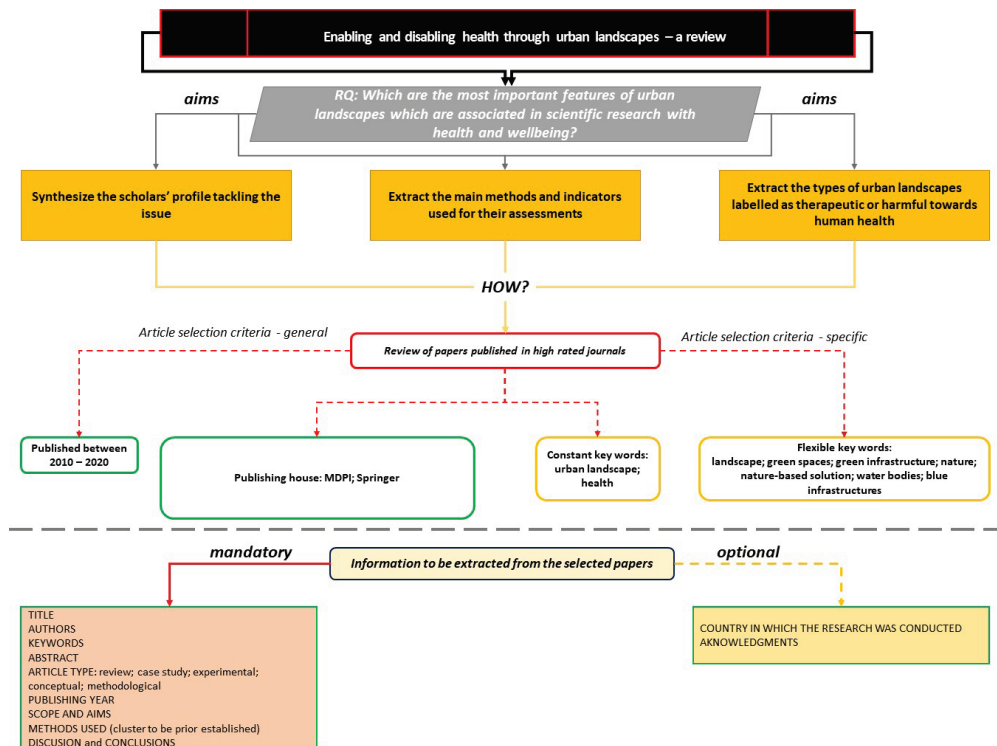 Enabling and disabling health through urban landscapes – a review
aims
RQ: Which are the most important features of urban
landscapes which are associated in scientific research with
health and wellbeing?
aims
Synthesize the scholars' profile tackling the
issue
Extract the main methods and indicators
used for their assessments
Extract the types of urban landscapes
labelled as therapeutic or harmful towards
human health
HOW?
Article selection criteria - general
Review of papers published in high rated journals
Article selection criteria - specific
Published between
2010 – 2020
Publishing house: MDPI; Springer
Constant key words:
urban landscape;
health
Flexible key words:
landscape; green spaces; green infrastructure; nature;
nature-based solution; water bodies; blue
infrastructures
mandatory
Information to be extracted from the selected papers
optional
TITLE
AUTHORS
KEYWORDS
ABSTRACT
ARTICLE TYPE: review; case study; experimental;
conceptual; methodological
PUBLISHING YEAR
SCOPE AND AIMS
METHODS USED (cluster to be prior established)
DISCUSION and CONCLUSIONS
COUNTRY IN WHICH THE RESEARCH WAS CONDUCTED
AKNOWLEDGMENTS